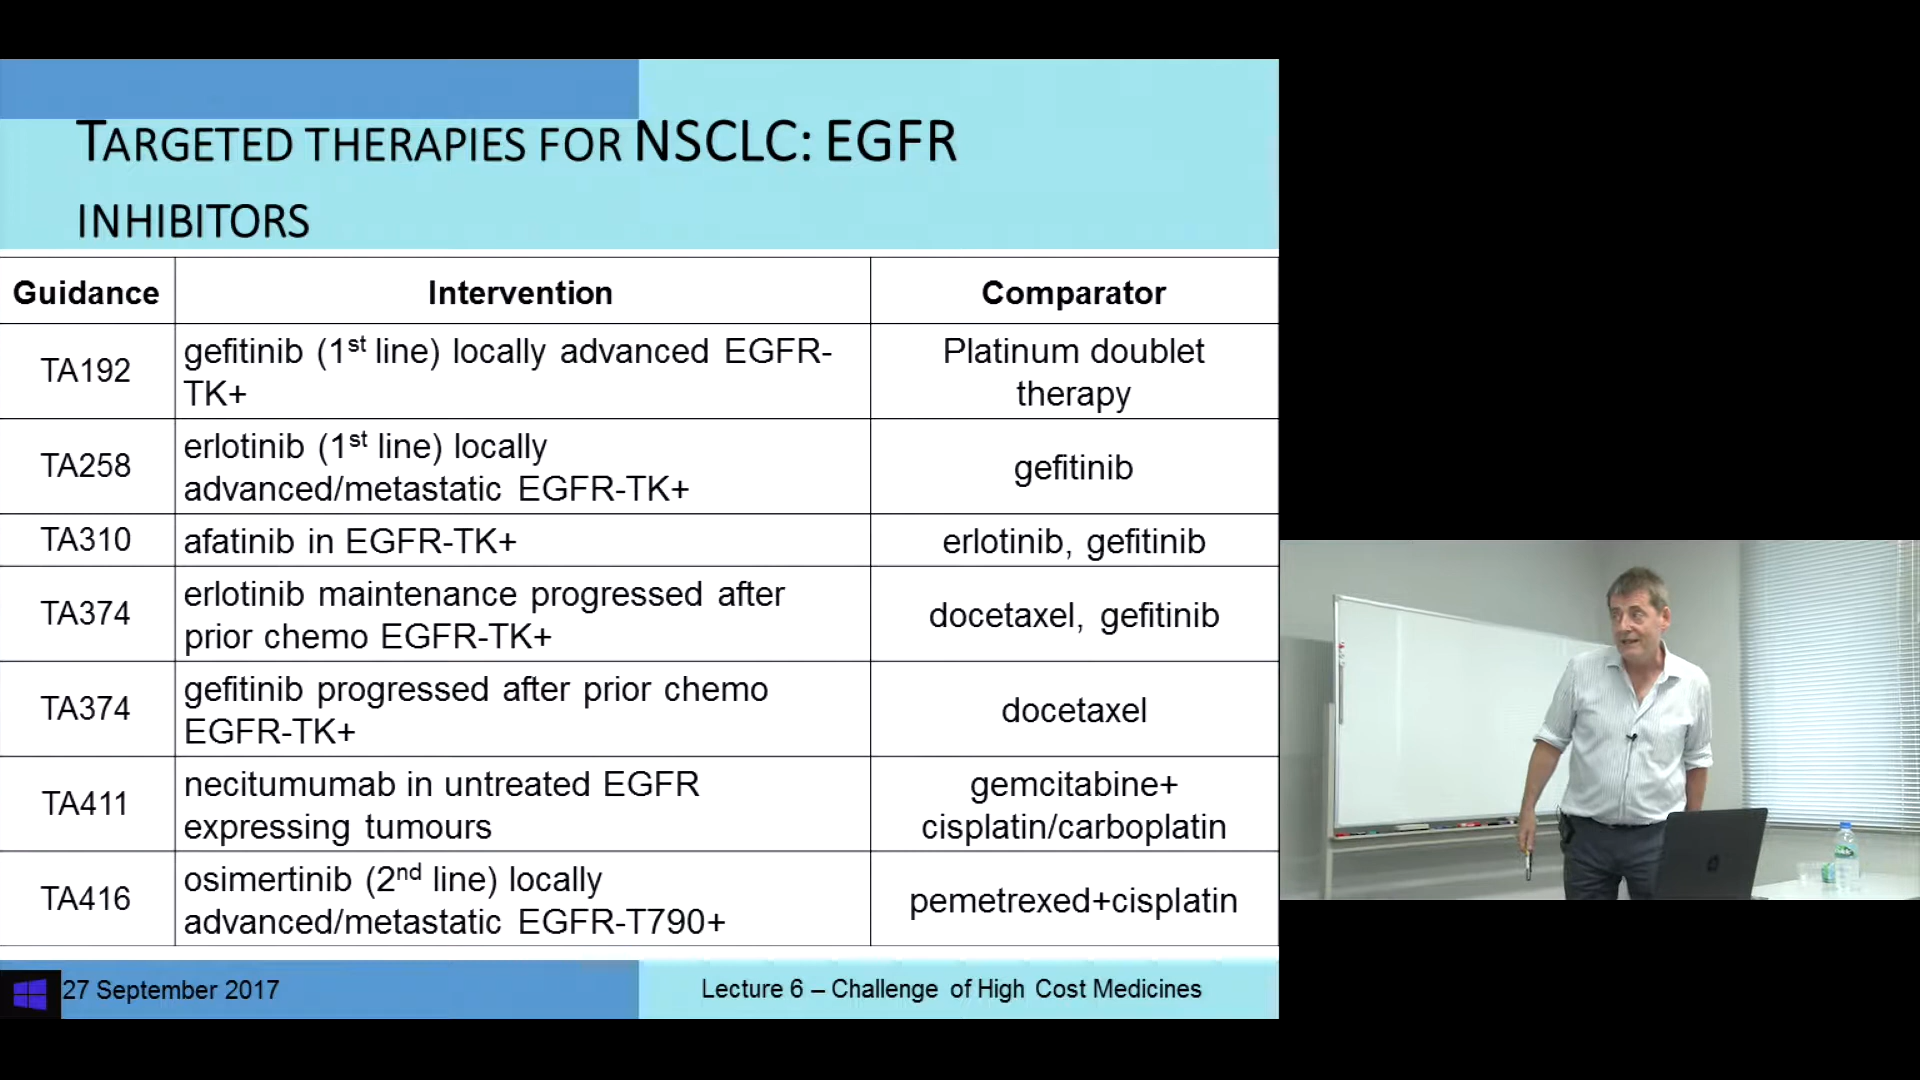 TARGETED THERAPIES FOR NSCLC: EGFR
INHIBITORS
Guidance Intervention Comparator
TA192 gefitinib (1st line) locally advanced EGFR-
TK+ Platinum doublet
therapy
TA258 erlotinib (1st line) locally
advanced/metastatic EGFR-TK+ gefitinib
TA310 afatinib in EGFR-TK+ erlotinib, gefitinib
TA374 erlotinib maintenance progressed after
prior chemo EGFR-TK+ docetaxel, gefitinib
TA374 gefitinib progressed after prior chemo
EGFR-TK+ docetaxel
TA411 necitumumab in untreated EGFR
expressing tumours gemcitabine+
cisplatin/carboplatin
TA416 osimertinib (2nd line) locally
advanced/metastatic EGFR-T790+ pemetrexed+cisplatin
27 September 2017
Lecture 6 – Challenge of High Cost Medicines